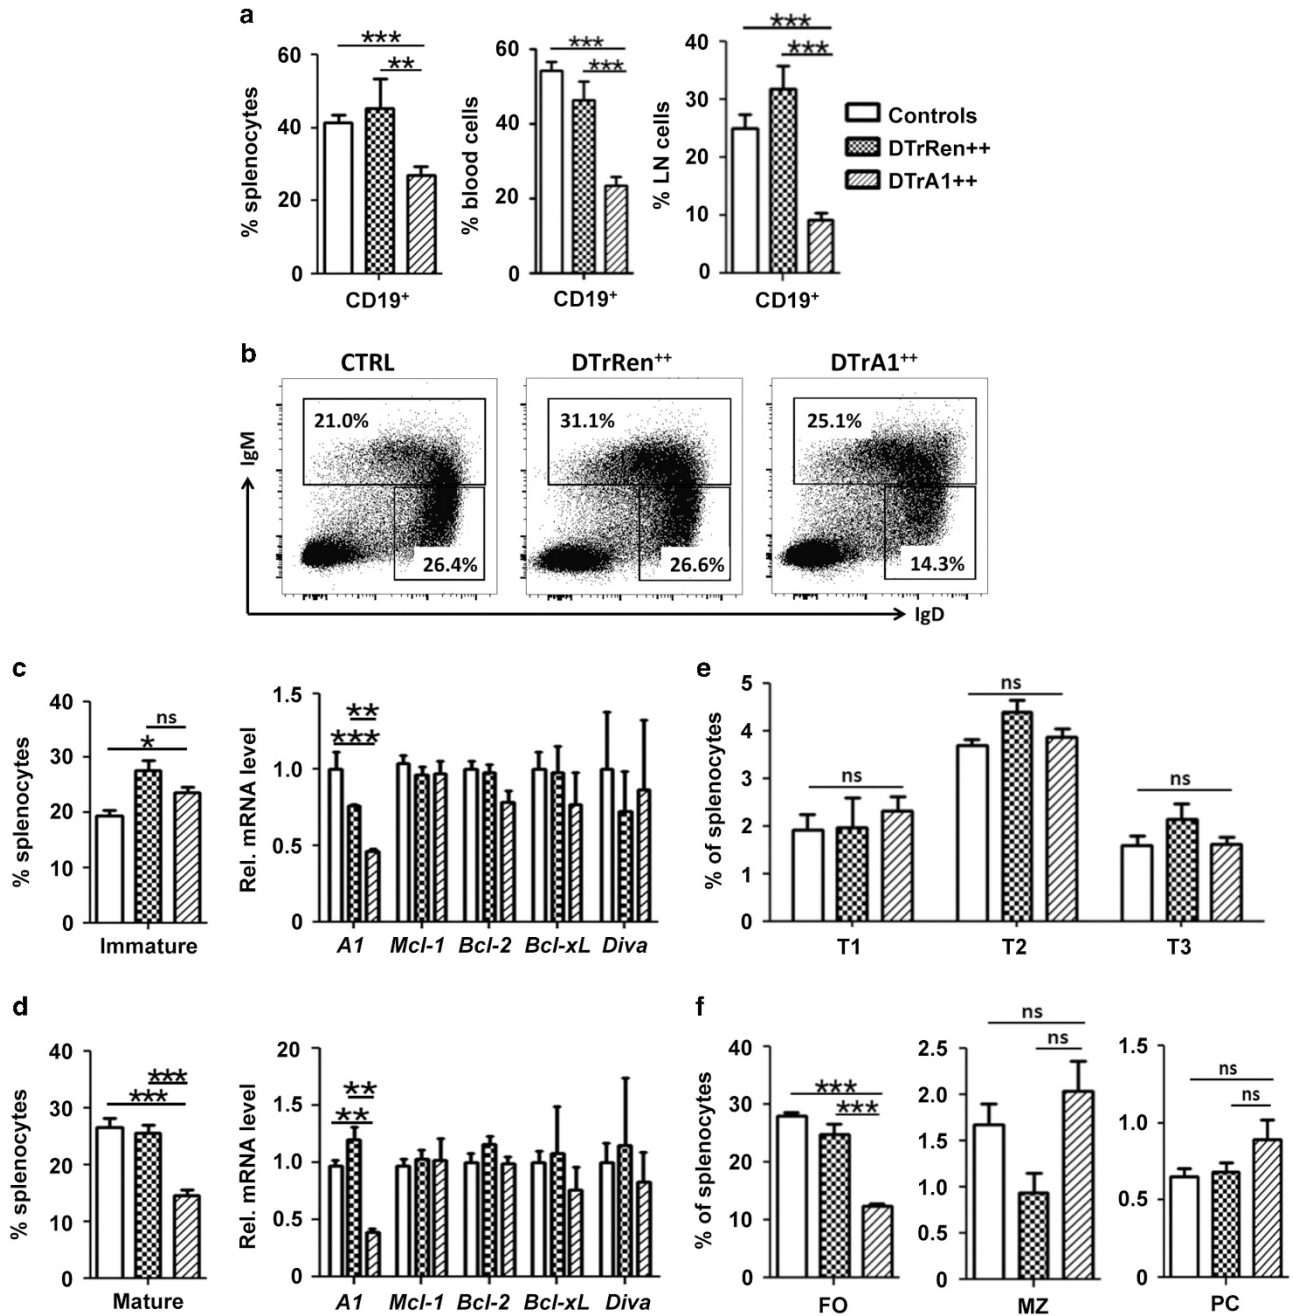 a
***
**
60
40
20
0
% splenocytes
CD19+
***
***
60
40
20
0
% blood cells
CD19+
***
***
40
30
20
10
0
% LN cells
CD19+
Controls
DTrRen++
DTrA1++
b
CTRL
DTrRen++
DTrA1++
21.0%
26.4%
31.1%
26.6%
25.1%
14.3%
IgM
IgD
c
40
30
20
10
0
% splenocytes
ns
*
Immature
1.5
1.0
0.5
0
Rel. mRNA level
**
***
A1 Mcl-1 Bcl-2 Bcl-xL Diva
e
5
4
3
2
1
0
% of splenocytes
ns
ns
ns
T1 T2 T3
d
40
30
20
10
0
% splenocytes
***
***
Mature
20
1.5
1.0
0.5
0
Rel. mRNA level
**
**
A1 Mcl-1 Bcl-2 Bcl-xL Diva
f
40
30
20
10
0
% of splenocytes
***
***
FO
2.5
2.0
1.5
1.0
0.5
0
ns
ns
MZ
1.5
1.0
0.5
0
ns
ns
PC